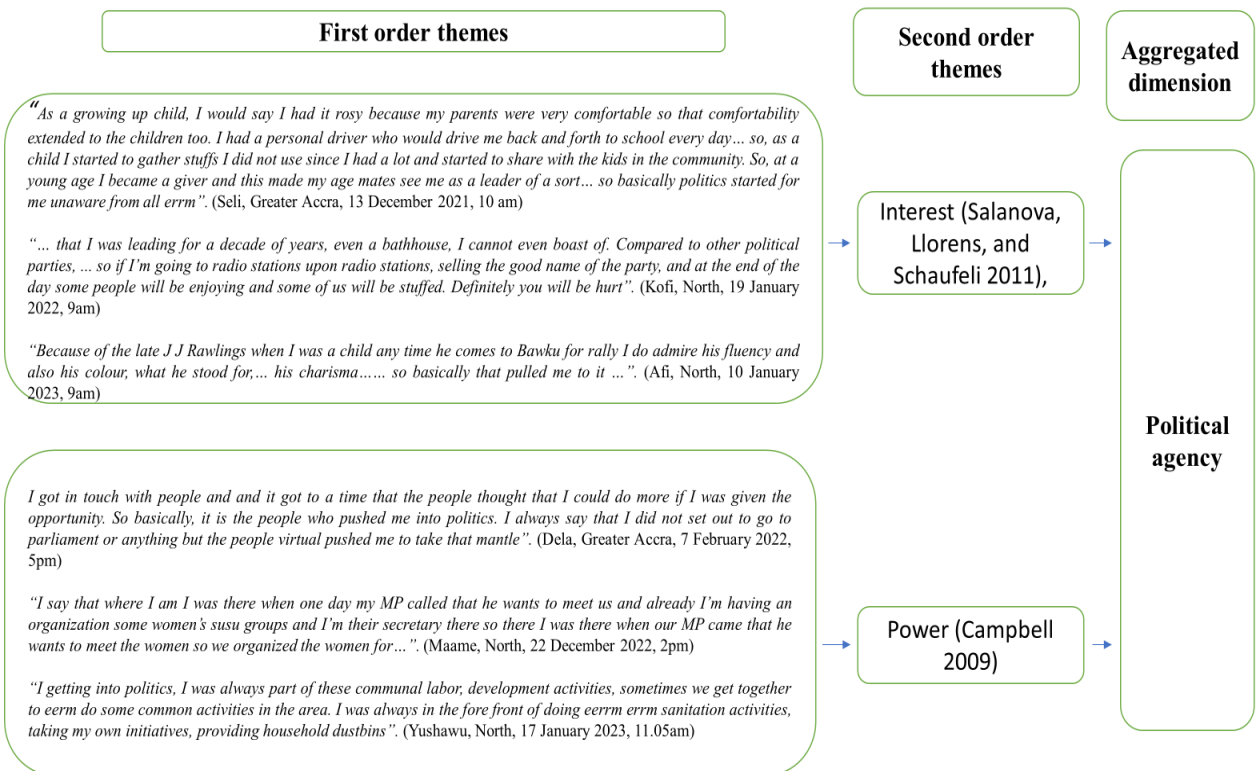 First order themes
Second order
themes
Aggregated
dimension
“As a growing up child, I would say I had it rosy because my parents were very comfortable so that comfortability
extended to the children too. I had a personal driver who would drive me back and forth to school every day… so, as a
child I started to gather stuffs I did not use since I had a lot and started to share with the kids in the community. So, at a
young age I became a giver and this made my age mates see me as a leader of a sort… so basically politics started for
me unaware from all errm”. (Seli, Greater Accra, 13 December 2021, 10 am)
“… that I was leading for a decade of years, even a bathhouse, I cannot even boast of. Compared to other political
parties, … so if I’m going to radio stations upon radio stations, selling the good name of the party, and at the end of the
day some people will be enjoying and some of us will be stuffed. Definitely you will be hurt”. (Kofi, North, 19 January
2022, 9am)
“Because of the late J J Rawlings when I was a child any time he comes to Bawku for rally I do admire his fluency and
also his colour, what he stood for,… his charisma…… so basically that pulled me to it …”. (Afi, North, 10 January
2023, 9am)
Interest (Salanova,
Llorens, and
Schaufeli 2011),
I got in touch with people and and it got to a time that the people thought that I could do more if I was given the
opportunity. So basically, it is the people who pushed me into politics. I always say that I did not set out to go to
parliament or anything but the people virtual pushed me to take that mantle”. (Dela, Greater Accra, 7 February 2022,
5pm)
“I say that where I am I was there when one day my MP called that he wants to meet us and already I’m having an
organization some women’s susu groups and I’m their secretary there so there I was there when our MP came that he
wants to meet the women so we organized the women for…”. (Maame, North, 22 December 2022, 2pm)
“I getting into politics, I was always part of these communal labor, development activities, sometimes we get together
to eerm do some common activities in the area. I was always in the fore front of doing eerrm errm sanitation activities,
taking my own initiatives, providing household dustbins”. (Yushawu, North, 17 January 2023, 11.05am)
Power (Campbell
2009)
Political
agency